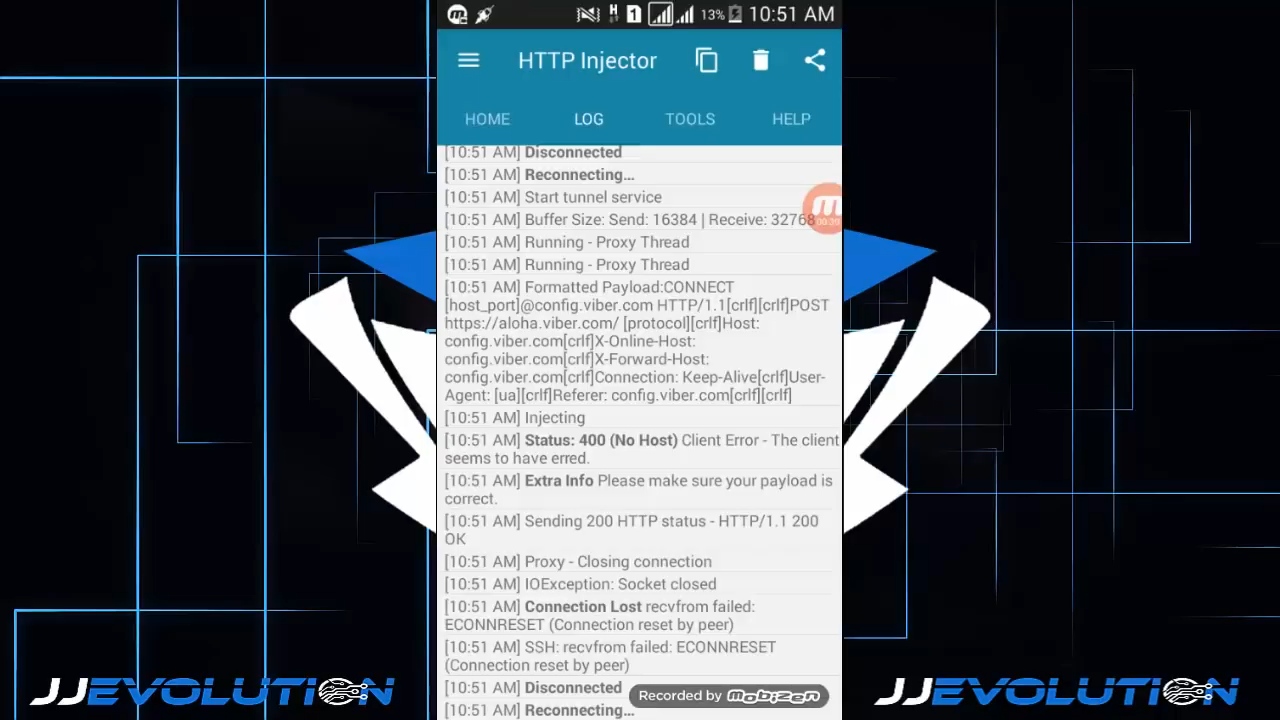 H 1 13% 10:51 AM
HTTP Injector
HOME LOG TOOLS HELP
[10:51 AM] Disconnected
[10:51 AM] Reconnecting...
[10:51 AM] Start tunnel service
[10:51 AM] Buffer Size: Send: 16384 | Receive: 32768
00:20
[10:51 AM] Running - Proxy Thread
[10:51 AM] Running - Proxy Thread
[10:51 AM] Formatted Payload:CONNECT
[host_port]@config.viber.com HTTP/1.1[crlf][crlf]POST
https://aloha.viber.com/ [protocol][crlf]Host:
config.viber.com[crlf]X-Online-Host:
config.viber.com[crlf]X-Forward-Host:
config.viber.com[crlf]Connection: Keep-Alive[crlf]User-
Agent: [ua][crlf]Referer: config.viber.com[crlf][crlf]
[10:51 AM] Injecting
[10:51 AM] Status: 400 (No Host) Client Error - The client
seems to have erred.
[10:51 AM] Extra Info Please make sure your payload is
correct.
[10:51 AM] Sending 200 HTTP status - HTTP/1.1 200
OK
[10:51 AM] Proxy - Closing connection
[10:51 AM] IOException: Socket closed
[10:51 AM] Connection Lost recvfrom failed:
ECONNRESET (Connection reset by peer)
[10:51 AM] SSH: recvfrom failed: ECONNRESET
(Connection reset by peer)
[10:51 AM] Disconnected
[10:51 AM] Reconnecting...
Recorded by mobizen
JJEVOLUTION
JJEVOLUTION